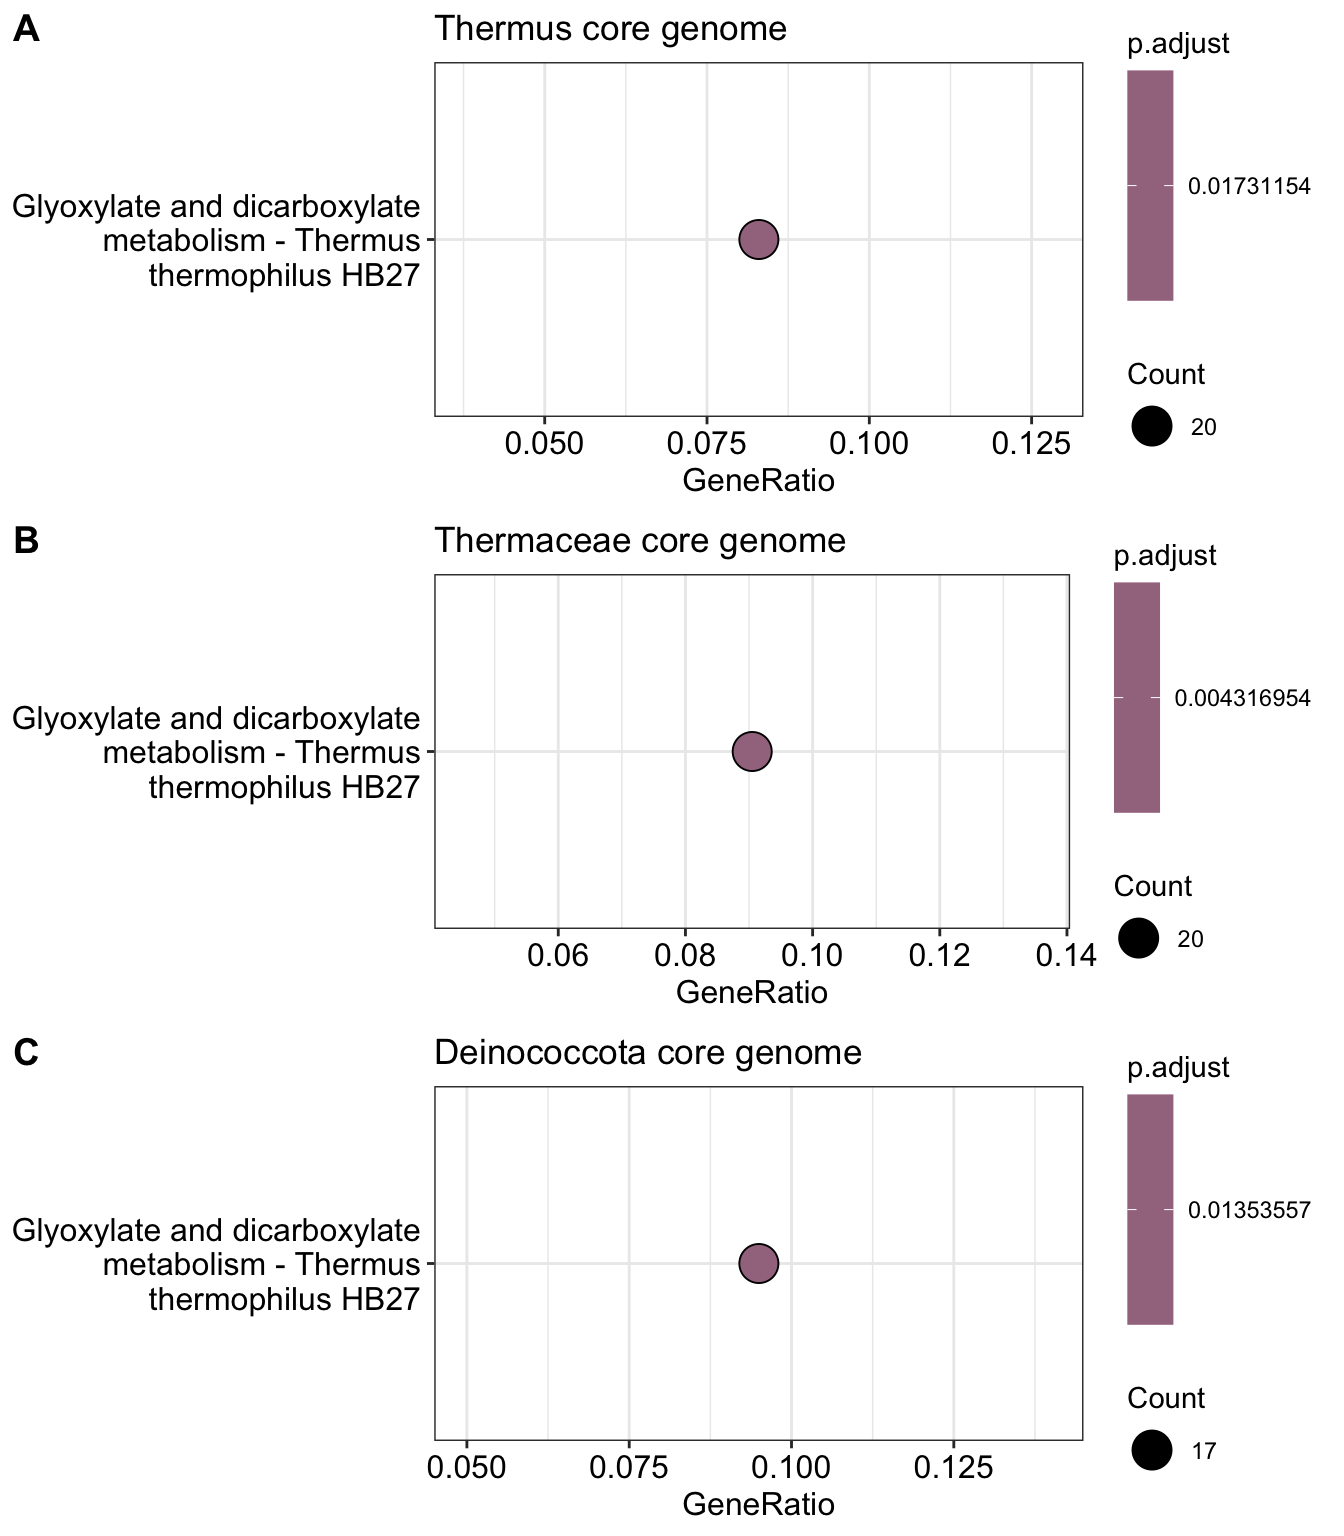 A
Thermus core genome
p.adjust
0.01731154
Glyoxylate and dicarboxylate
metabolism - Thermus
thermophilus HB27
Count
20
0.050 0.075 0.100 0.125
GeneRatio
B
Thermaceae core genome
p.adjust
0.004316954
Glyoxylate and dicarboxylate
metabolism - Thermus
thermophilus HB27
Count
20
0.06 0.08 0.10 0.12 0.14
GeneRatio
C
Deinococcota core genome
p.adjust
0.01353557
Glyoxylate and dicarboxylate
metabolism - Thermus
thermophilus HB27
Count
17
0.050 0.075 0.100 0.125
GeneRatio